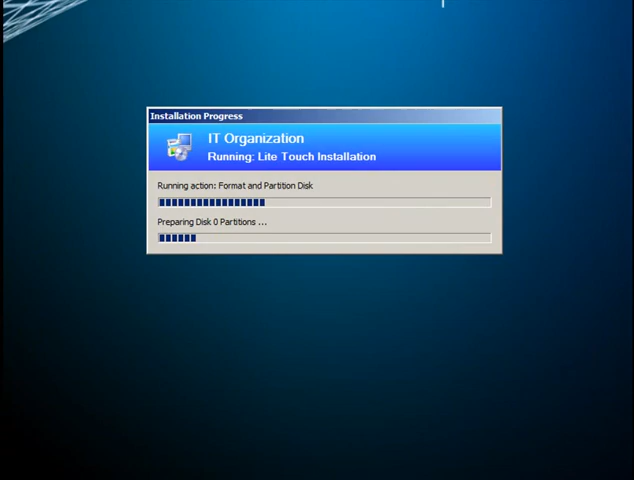 Installation Progress
IT Organization
Running: Lite Touch Installation
Running action: Format and Partition Disk
Preparing Disk 0 Partitions ...